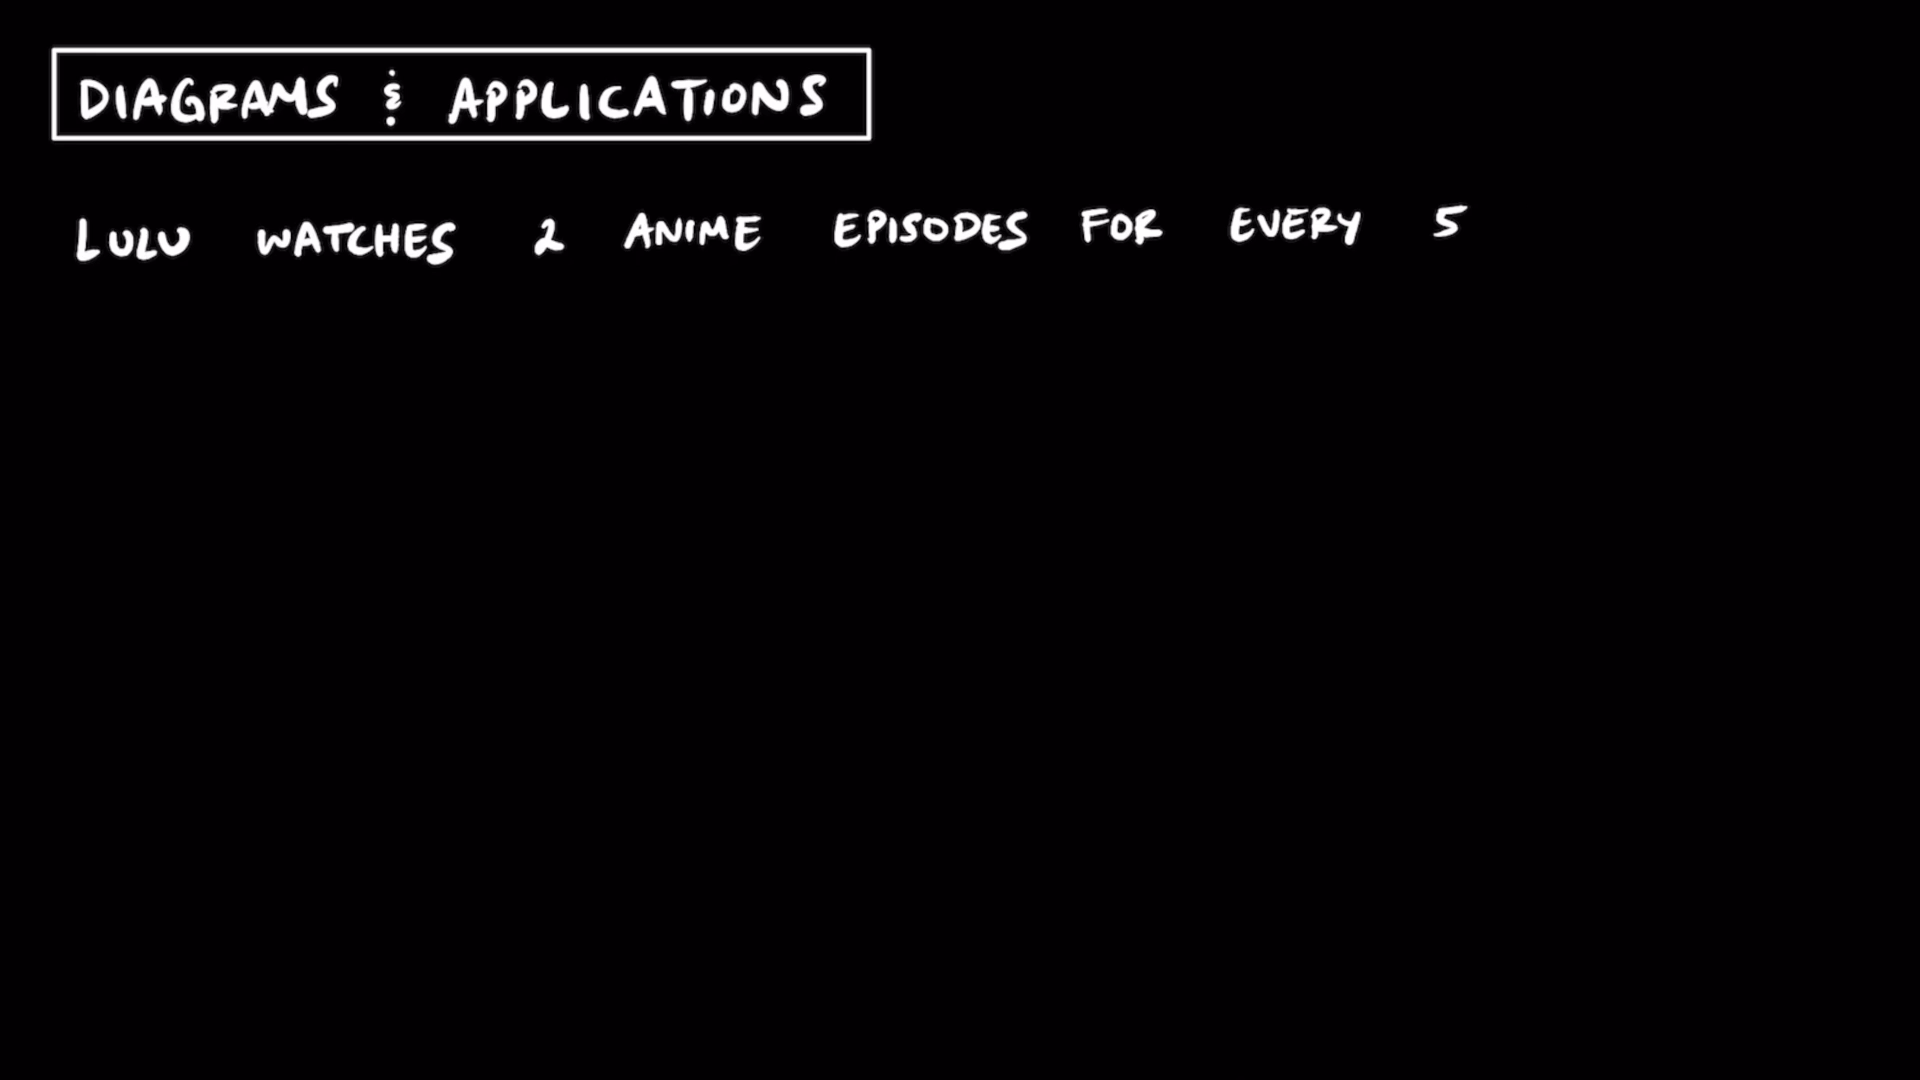 DIAGRAMS & APPLICATIONS
LULU WATCHES 2 ANIME EPISODES FOR EVERY 5